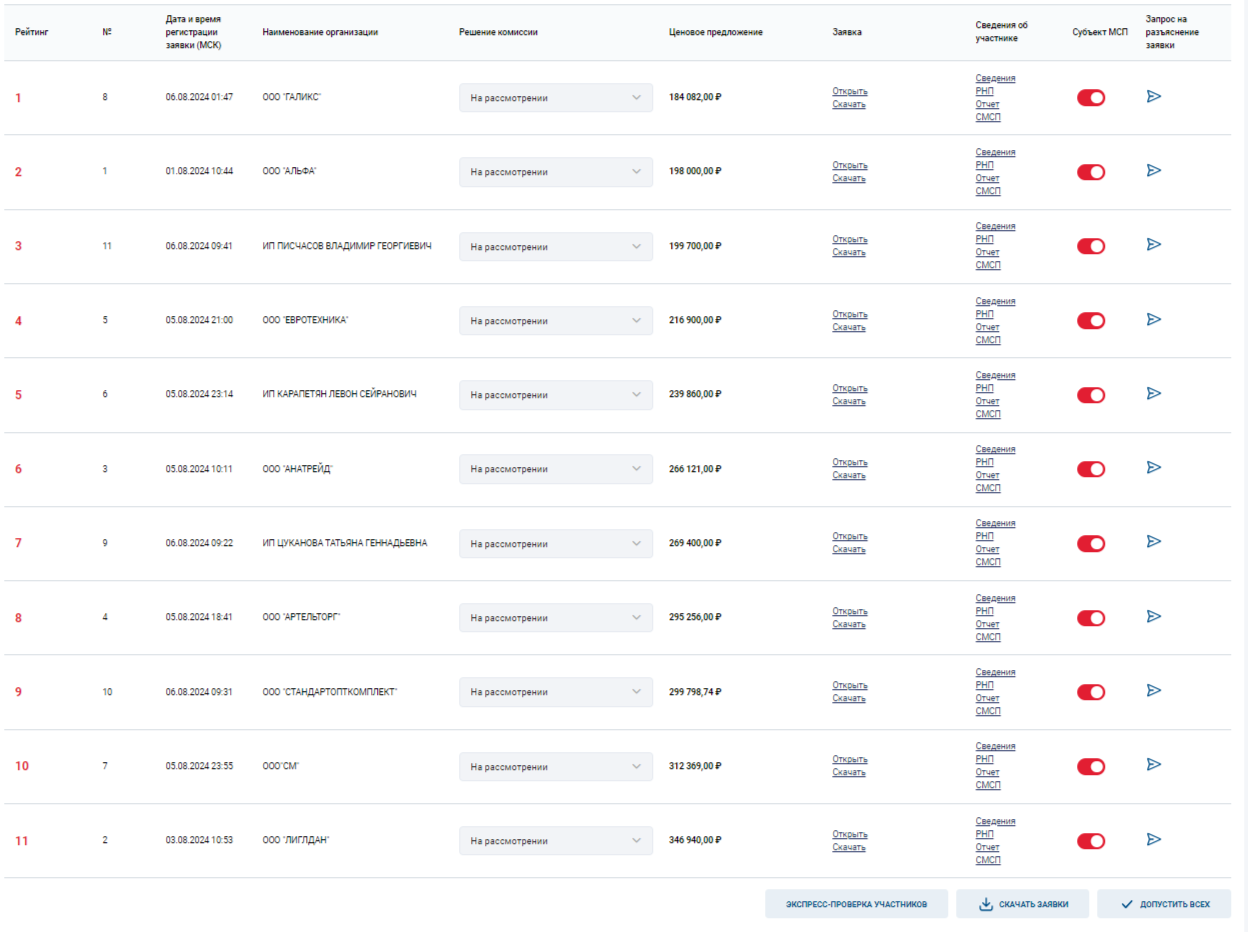 Рейтинг № Дата и время регистрации заявки (МСК) Наименование организации Решение комиссии Ценовое предложение Заявка Сведения об участнике Субъект МСП Запрос на разъяснение заявки
1 8 06.08.2024 01:47 ООО "ГАЛИКС" На рассмотрении 184 082,00 ₽ Открыть Скачать Сведения РНП Отчет СМСП
2 1 01.08.2024 10:44 ООО "АЛЬФА" На рассмотрении 198 000,00 ₽ Открыть Скачать Сведения РНП Отчет СМСП
3 11 06.08.2024 09:41 ИП ПИСЧАСОВ ВЛАДИМИР ГЕОРГИЕВИЧ На рассмотрении 199 700,00 ₽ Открыть Скачать Сведения РНП Отчет СМСП
4 5 05.08.2024 21:00 ООО "ЕВРОТЕХНИКА" На рассмотрении 216 900,00 ₽ Открыть Скачать Сведения РНП Отчет СМСП
5 6 05.08.2024 23:14 ИП КАРАПЕТЯН ЛЕВОН СЕЙРАНОВИЧ На рассмотрении 239 860,00 ₽ Открыть Скачать Сведения РНП Отчет СМСП
6 3 05.08.2024 10:11 ООО "АНАТРЕЙД" На рассмотрении 266 121,00 ₽ Открыть Скачать Сведения РНП Отчет СМСП
7 9 06.08.2024 09:22 ИП ЦУКАНОВА ТАТЬЯНА ГЕННАДЬЕВНА На рассмотрении 269 400,00 ₽ Открыть Скачать Сведения РНП Отчет СМСП
8 4 05.08.2024 18:41 ООО "АРТЕЛЬТОРГ" На рассмотрении 295 256,00 ₽ Открыть Скачать Сведения РНП Отчет СМСП
9 10 06.08.2024 09:31 ООО "СТАНДАРТОПТКОМПЛЕКТ" На рассмотрении 299 798,74 ₽ Открыть Скачать Сведения РНП Отчет СМСП
10 7 05.08.2024 23:55 ООО"СМ" На рассмотрении 312 369,00 ₽ Открыть Скачать Сведения РНП Отчет СМСП
11 2 03.08.2024 10:53 ООО "ЛИГЛДАН" На рассмотрении 346 940,00 ₽ Открыть Скачать Сведения РНП Отчет СМСП
ЭКСПРЕСС-ПРОВЕРКА УЧАСТНИКОВ СКАЧАТЬ ЗАЯВКИ ДОПУСТИТЬ ВСЕХ